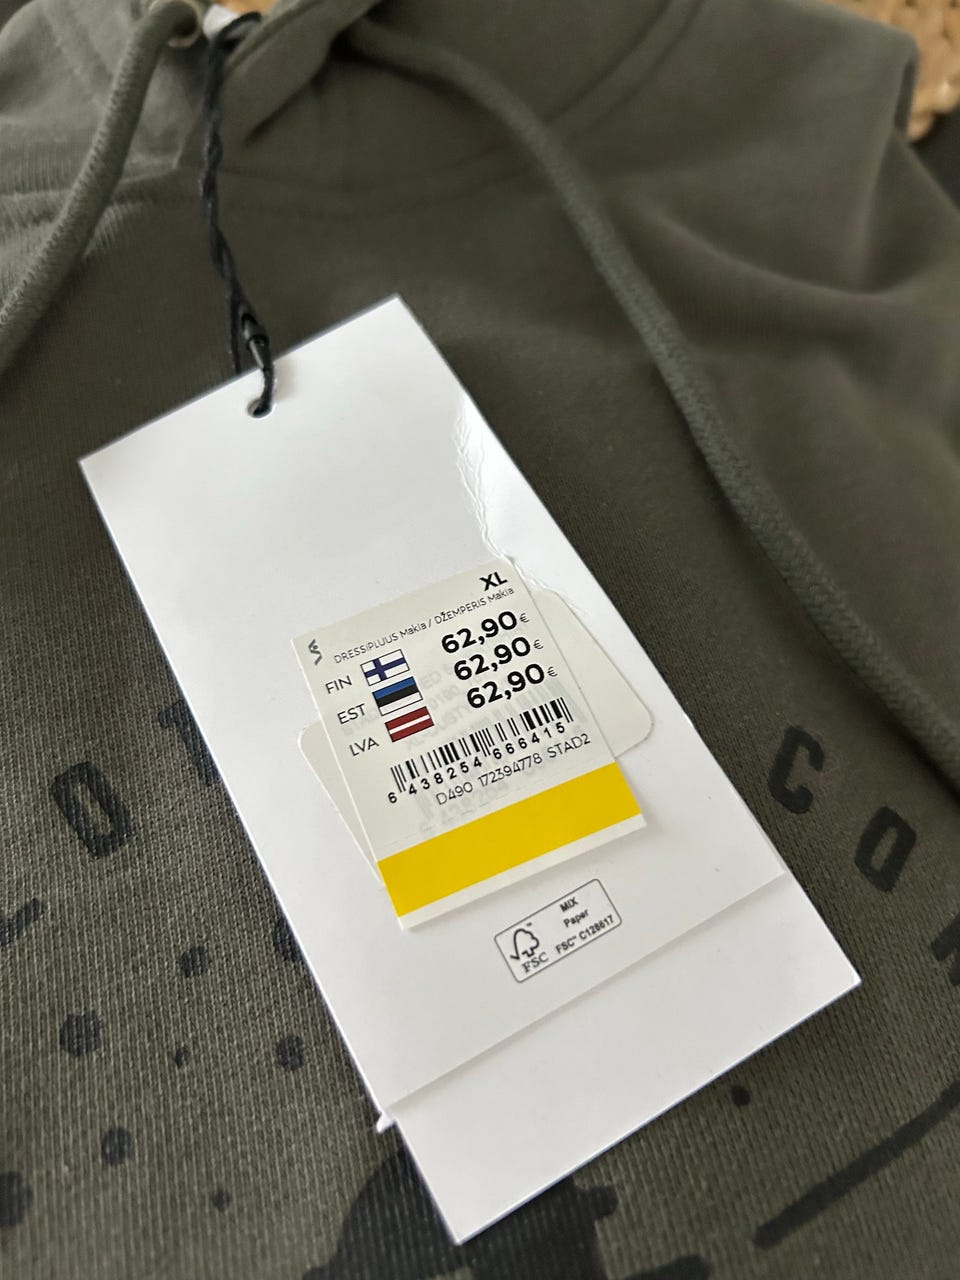 XL
DRESSIPLUUS Makia / DŽEMPERIS Makia
FIN 62,90€
EST 62,90€
LVA 62,90€
6 438254 666415
D490 172394778 STAD2
MIX
Paper
FSC™ C128617
FSC
CO